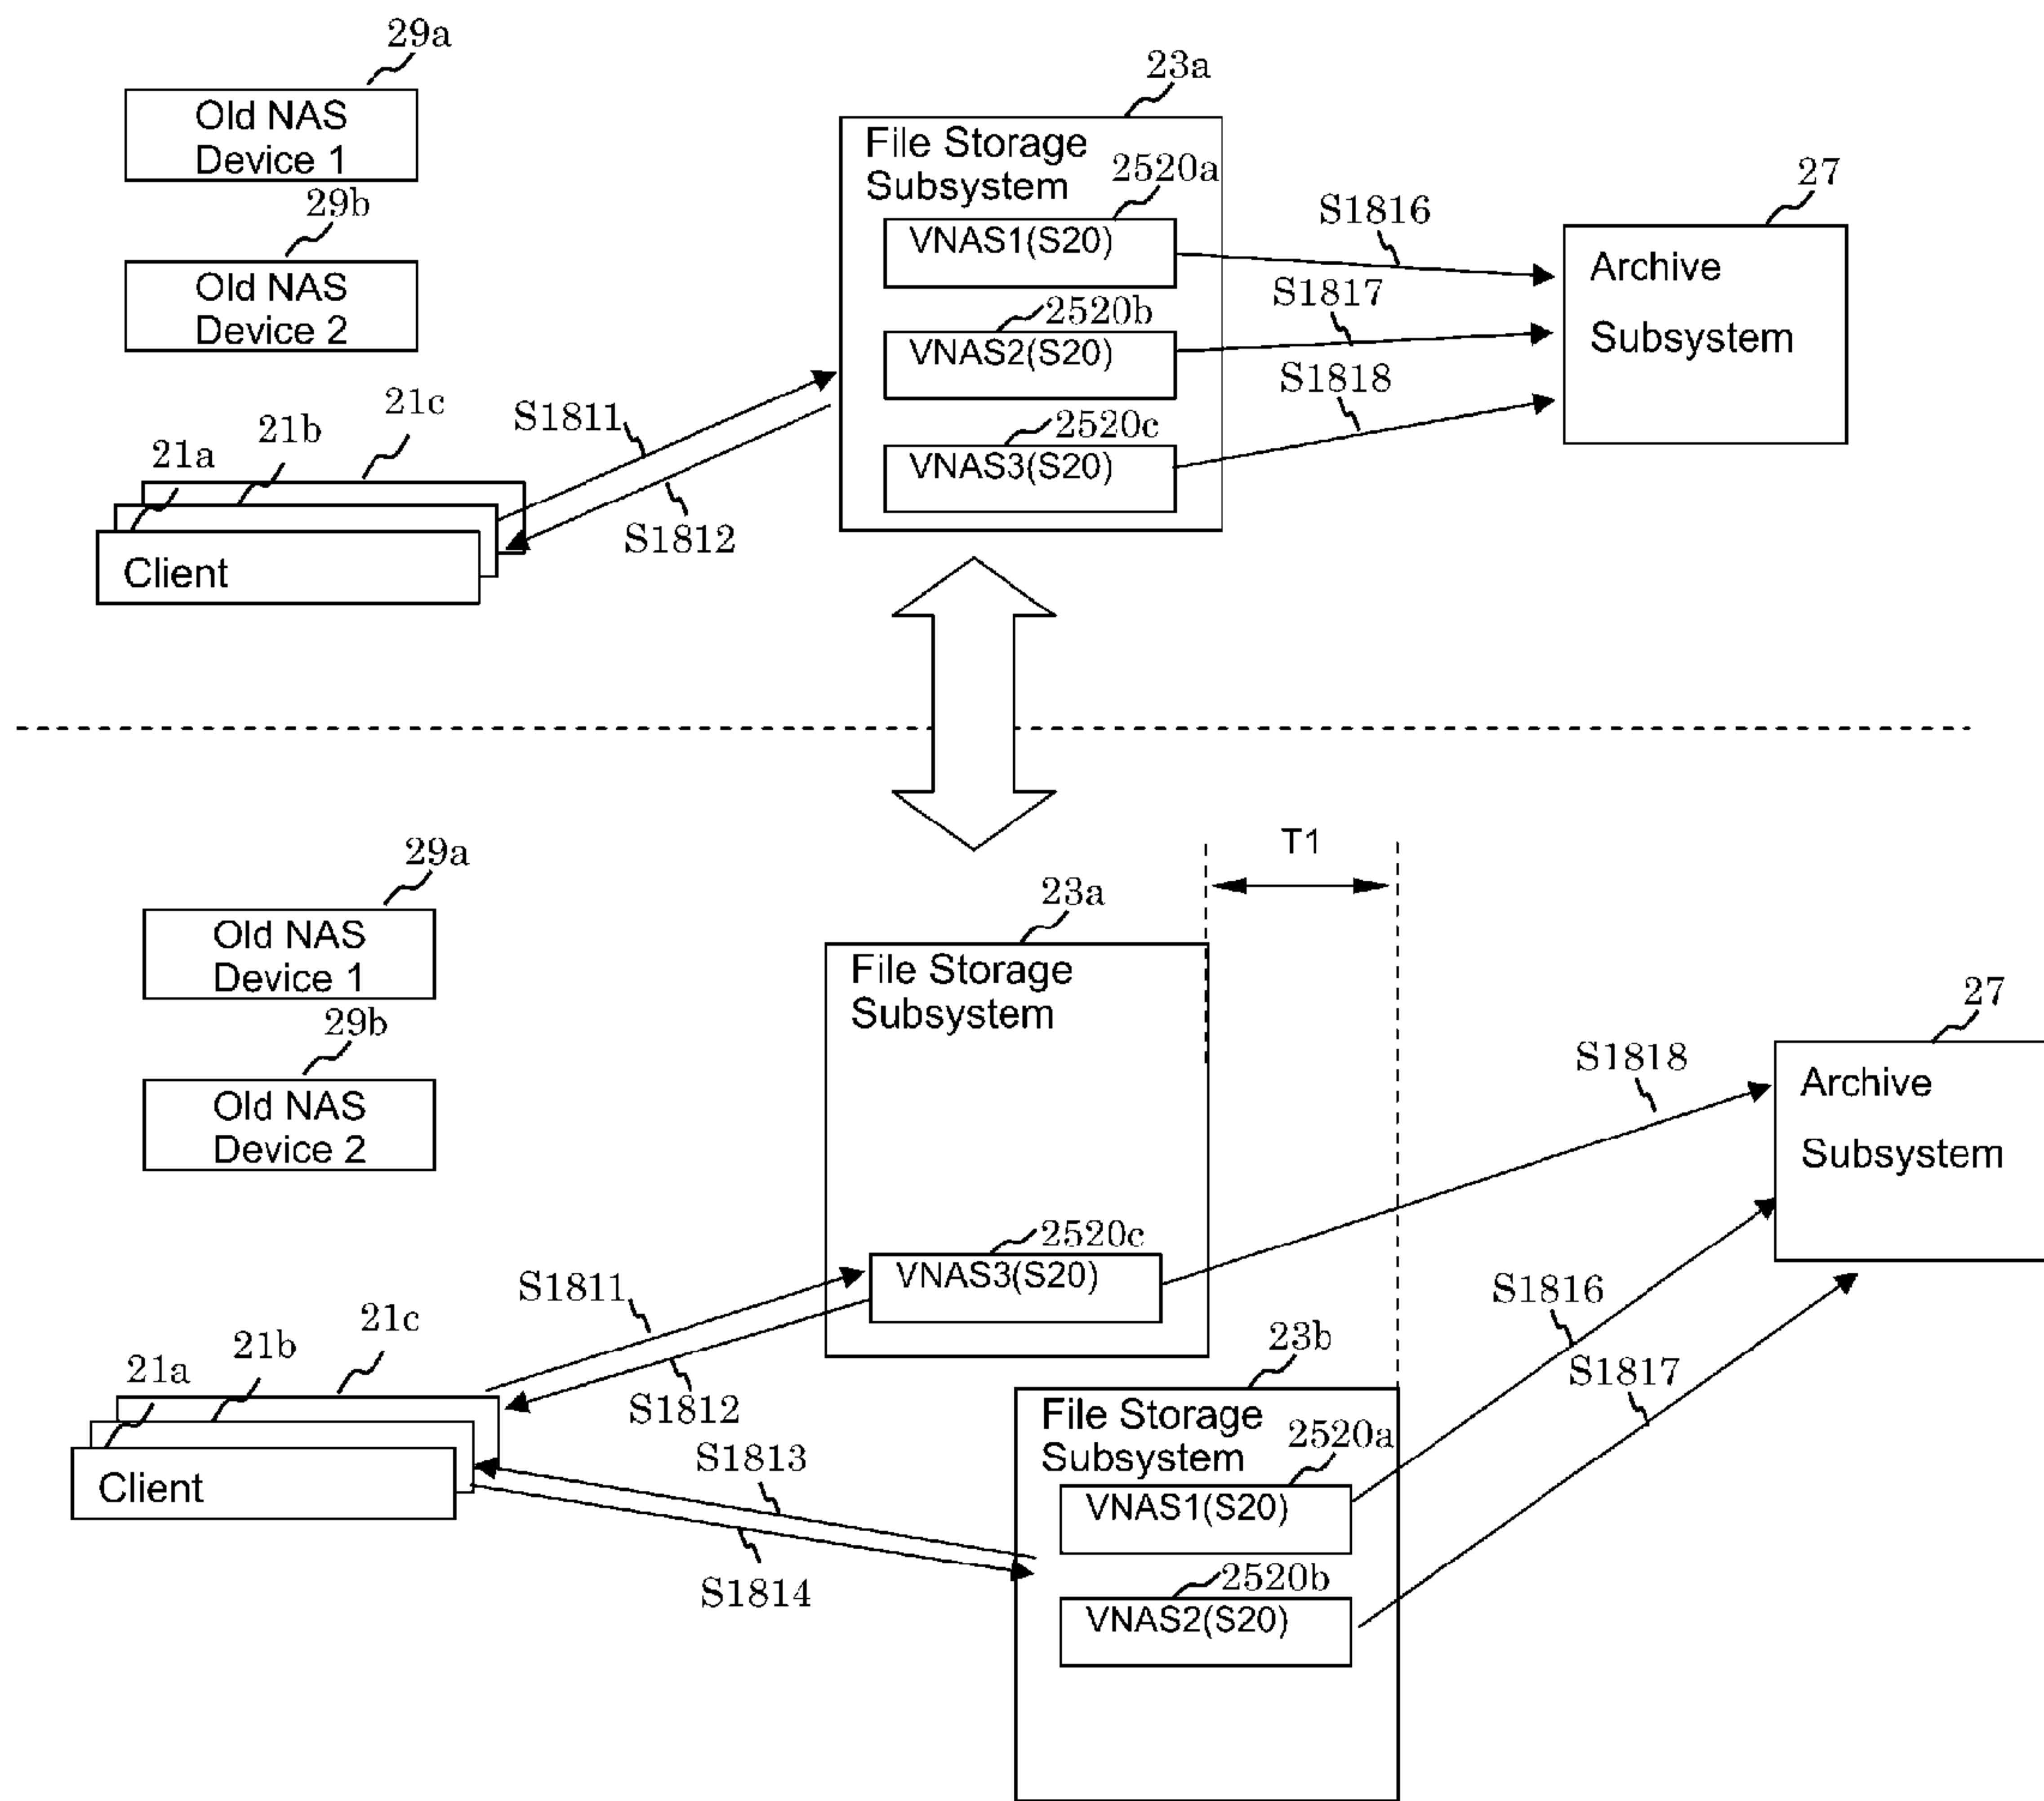 29a
Old NAS
Device 1
29b
Old NAS
Device 2
23a
File Storage
Subsystem
2520a
VNAS1(S20)
2520b
VNAS2(S20)
2520c
VNAS3(S20)
27
Archive
Subsystem
S1816
S1817
S1818
S1811
S1812
21a
21b
21c
Client
T1
29a
Old NAS
Device 1
29b
Old NAS
Device 2
23a
File Storage
Subsystem
2520c
VNAS3(S20)
27
Archive
Subsystem
S1818
S1816
S1817
S1811
S1812
S1813
S1814
21a
21b
21c
Client
23b
File Storage
Subsystem
2520a
VNAS1(S20)
2520b
VNAS2(S20)